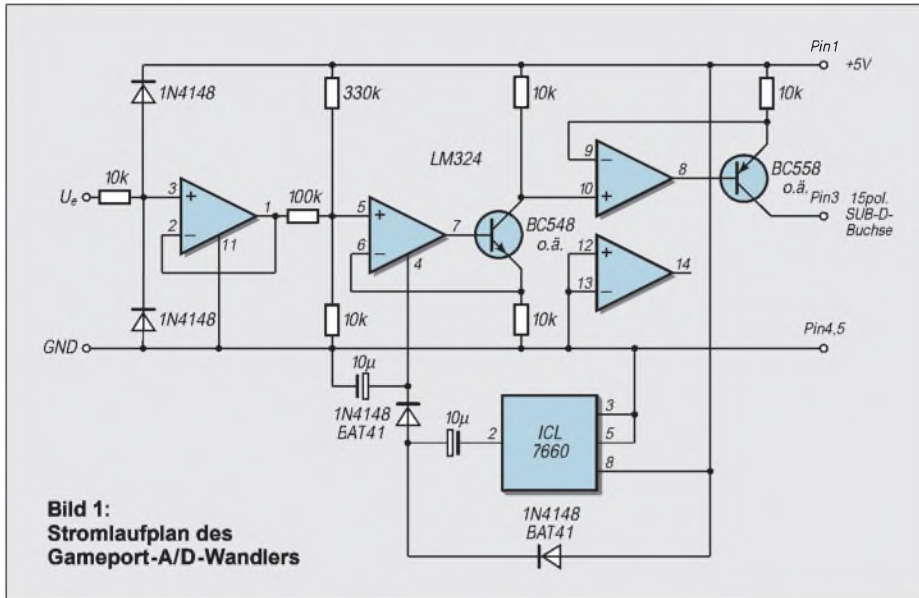 Pin1
+5V
1N4148
330k
10k
10k
LM324
10k
Ue
3
+
2
−
1
11
100k
5
+
6
−
7
4
BC548
o.ä.
9
−
10
+
8
BC558
o.ä.
Pin3
15pol.
SUB-D-
Buchse
12
+
13
−
14
1N4148
10k
10k
GND
Pin4,5
10µ
1N4148
BAT41
10µ
2
ICL
7660
3
5
8
1N4148
BAT41
Bild 1:
Stromlaufplan des
Gameport-A/D-Wandlers